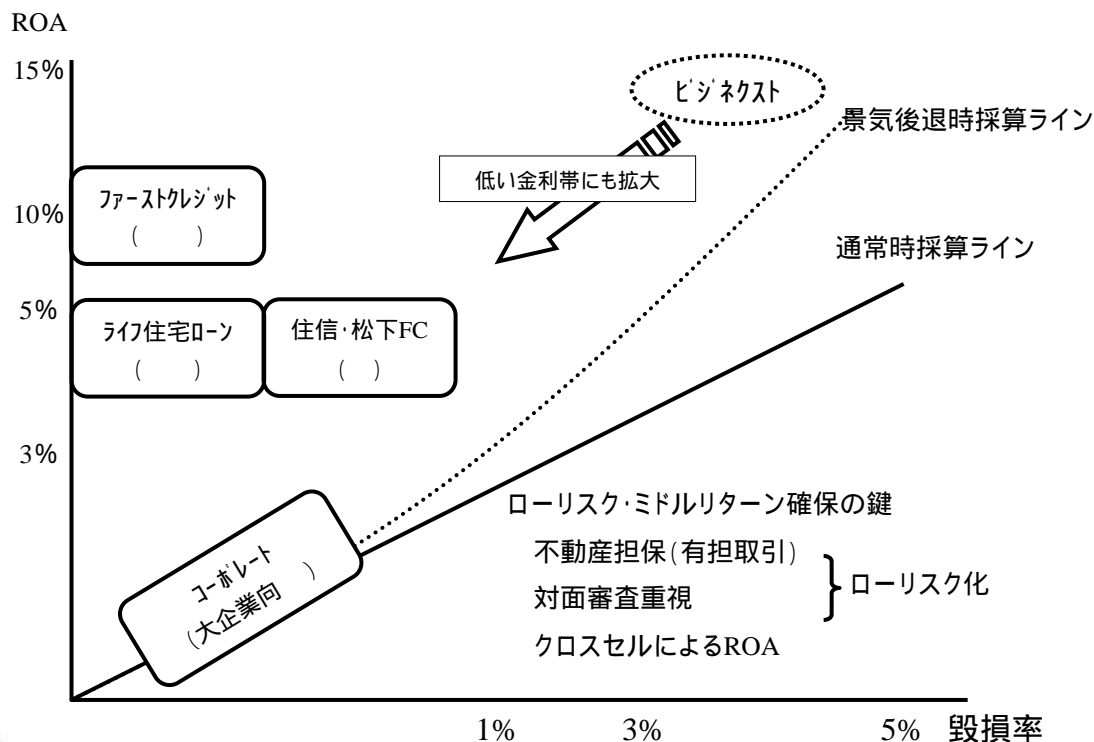 ROA
15%
ビジネクスト
景気後退時採算ライン
低い金利帯にも拡大
ファーストクレジット
(　　)
10%
通常時採算ライン
5%
ライフ住宅ローン
(　　)
住信・松下FC
(　)
3%
コーポレート
(大企業向　)
ローリスク・ミドルリターン確保の鍵
不動産担保(有担取引)
対面審査重視
ローリスク化
クロスセルによるROA
1%
3%
5%
毀損率